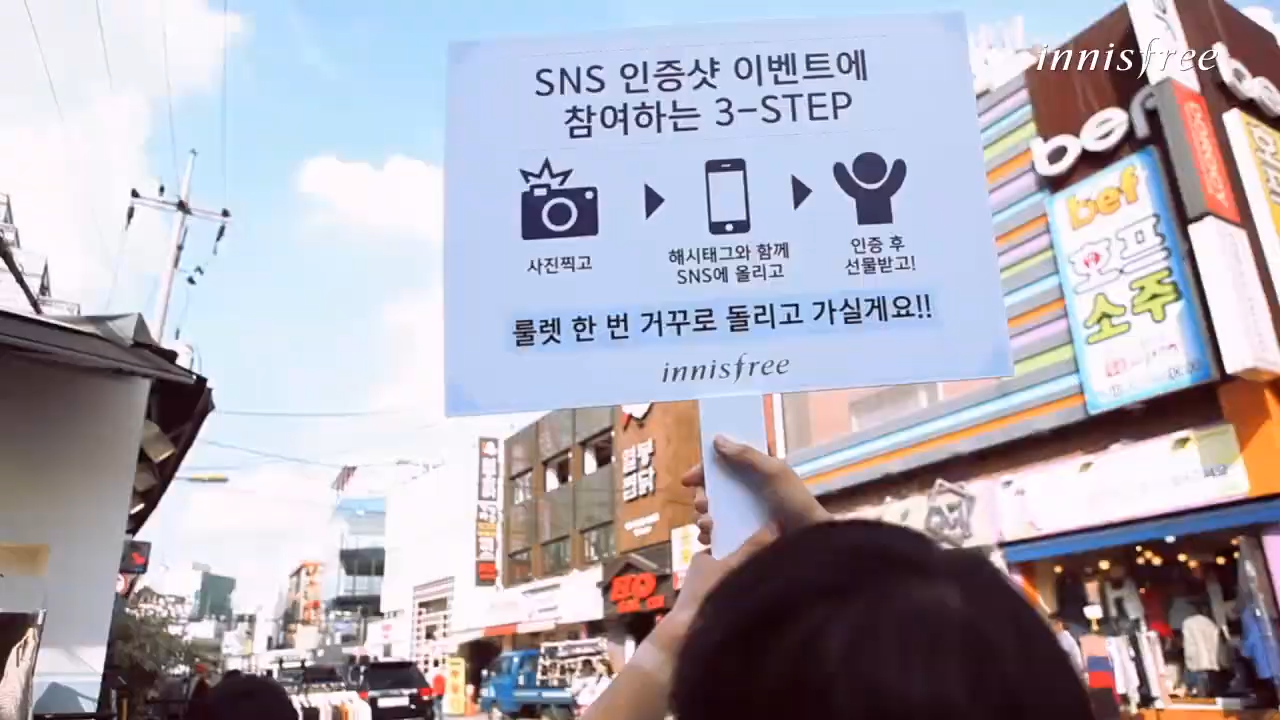 innisfree
SNS 인증샷 이벤트에
참여하는 3-STEP
사진찍고
해시태그와 함께
SNS에 올리고
인증 후
선물받고!
룰렛 한 번 거꾸로 돌리고 가실게요!!
innisfree
bef
호프
소주